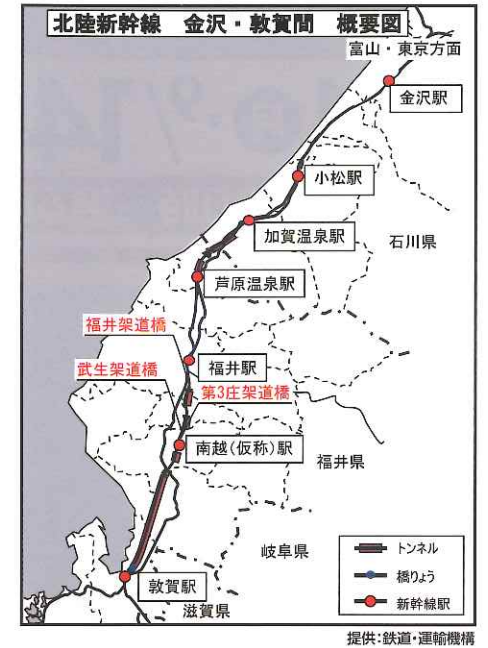 北陸新幹線 金沢・敦賀間 概要図
富山・東京方面
金沢駅
小松駅
加賀温泉駅
石川県
芦原温泉駅
福井架道橋
福井駅
武生架道橋
第3庄架道橋
南越(仮称)駅
福井県
岐阜県
トンネル
橋りょう
新幹線駅
敦賀駅
滋賀県
提供:鉄道・運輸機構